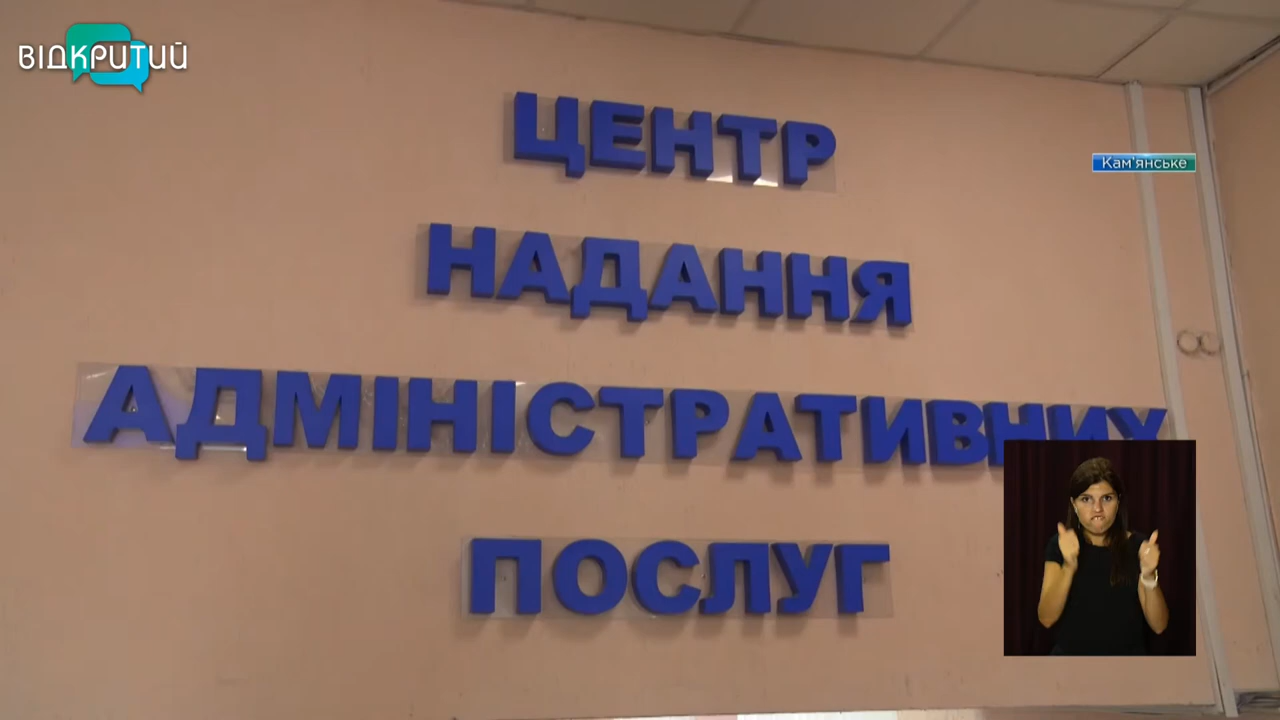 ВІДКРИТИЙ
ЦЕНТР
Кам'янське
НАДАННЯ
АДМІНІСТРАТИВНИХ
ПОСЛУГ